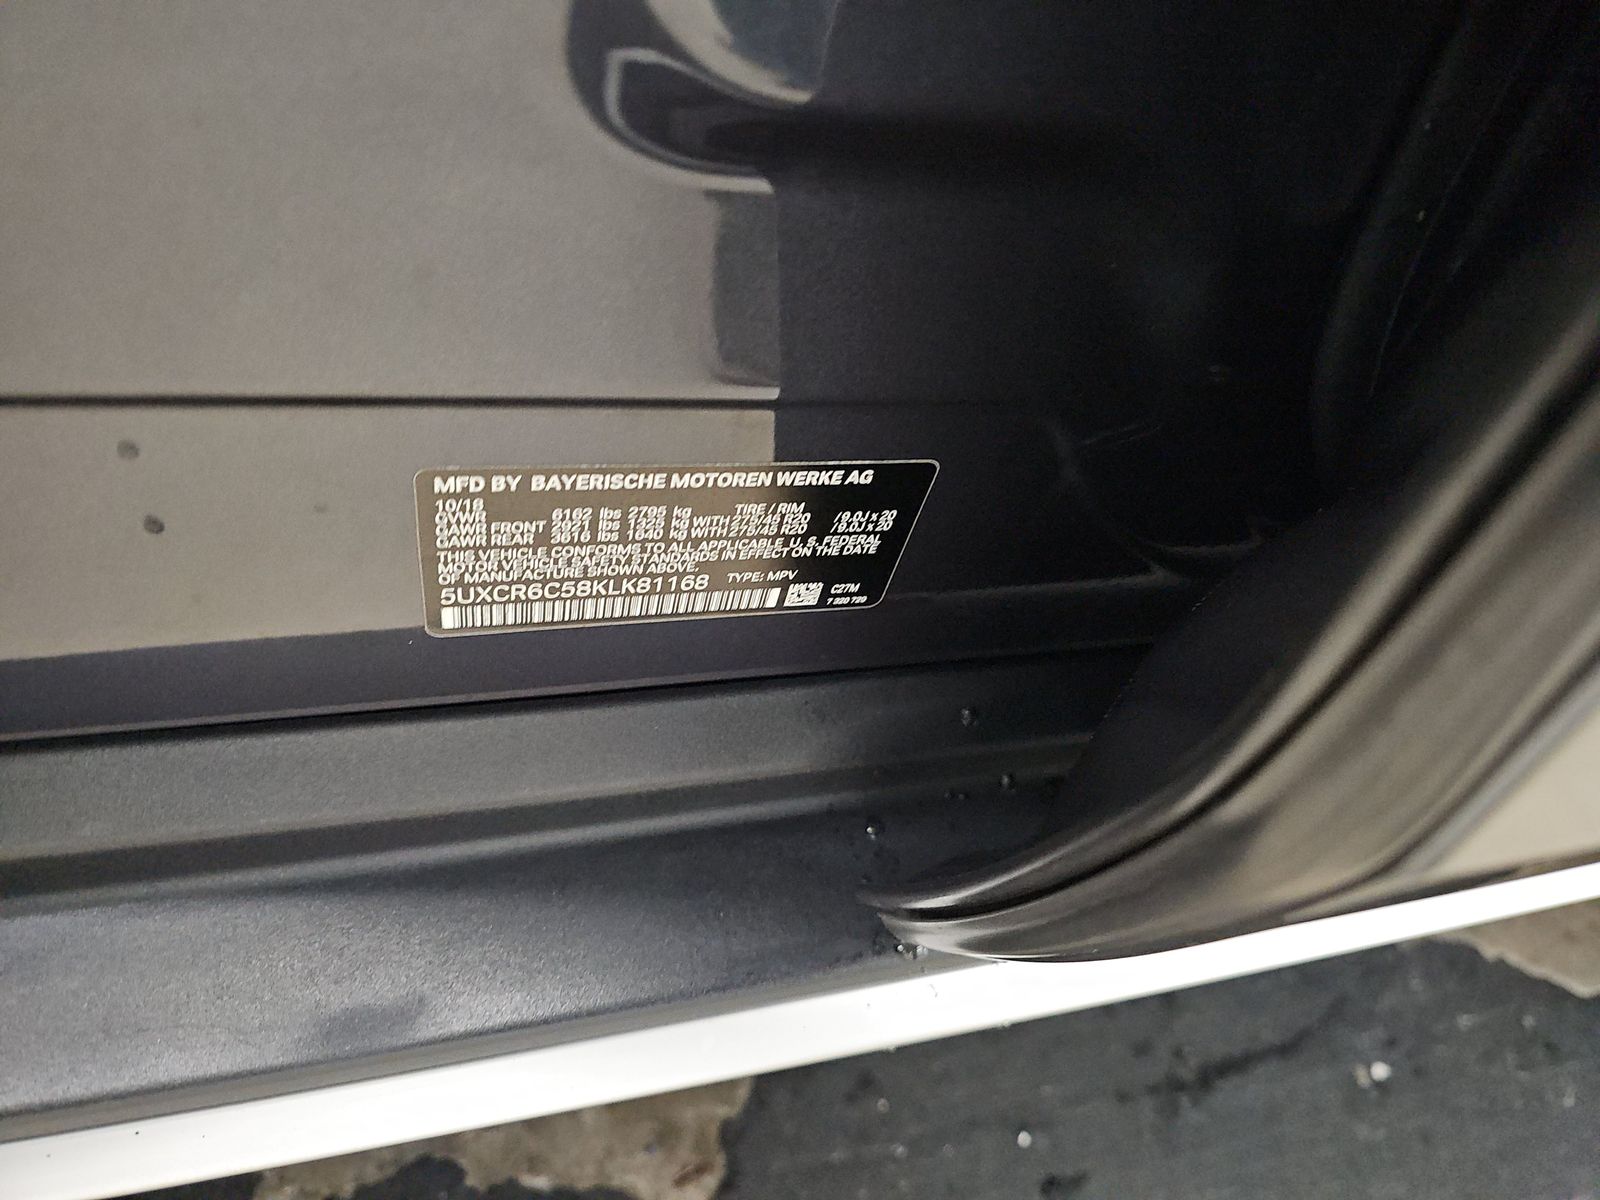 MFD BY BAYERISCHE MOTOREN WERKE AG
10/18 TIRE / RIM
GVWR 6162 lbs 2795 kg
GAWR FRONT 2921 lbs 1325 kg WITH 275/45 R20 /9.0J x 20
GAWR REAR 3616 lbs 1640 kg WITH 275/45 R20 /9.0J x 20
THIS VEHICLE CONFORMS TO ALL APPLICABLE U. S. FEDERAL
MOTOR VEHICLE SAFETY STANDARDS IN EFFECT ON THE DATE
OF MANUFACTURE SHOWN ABOVE.
5UXCR6C58KLK81168 TYPE: MPV
C27M
7 320 720